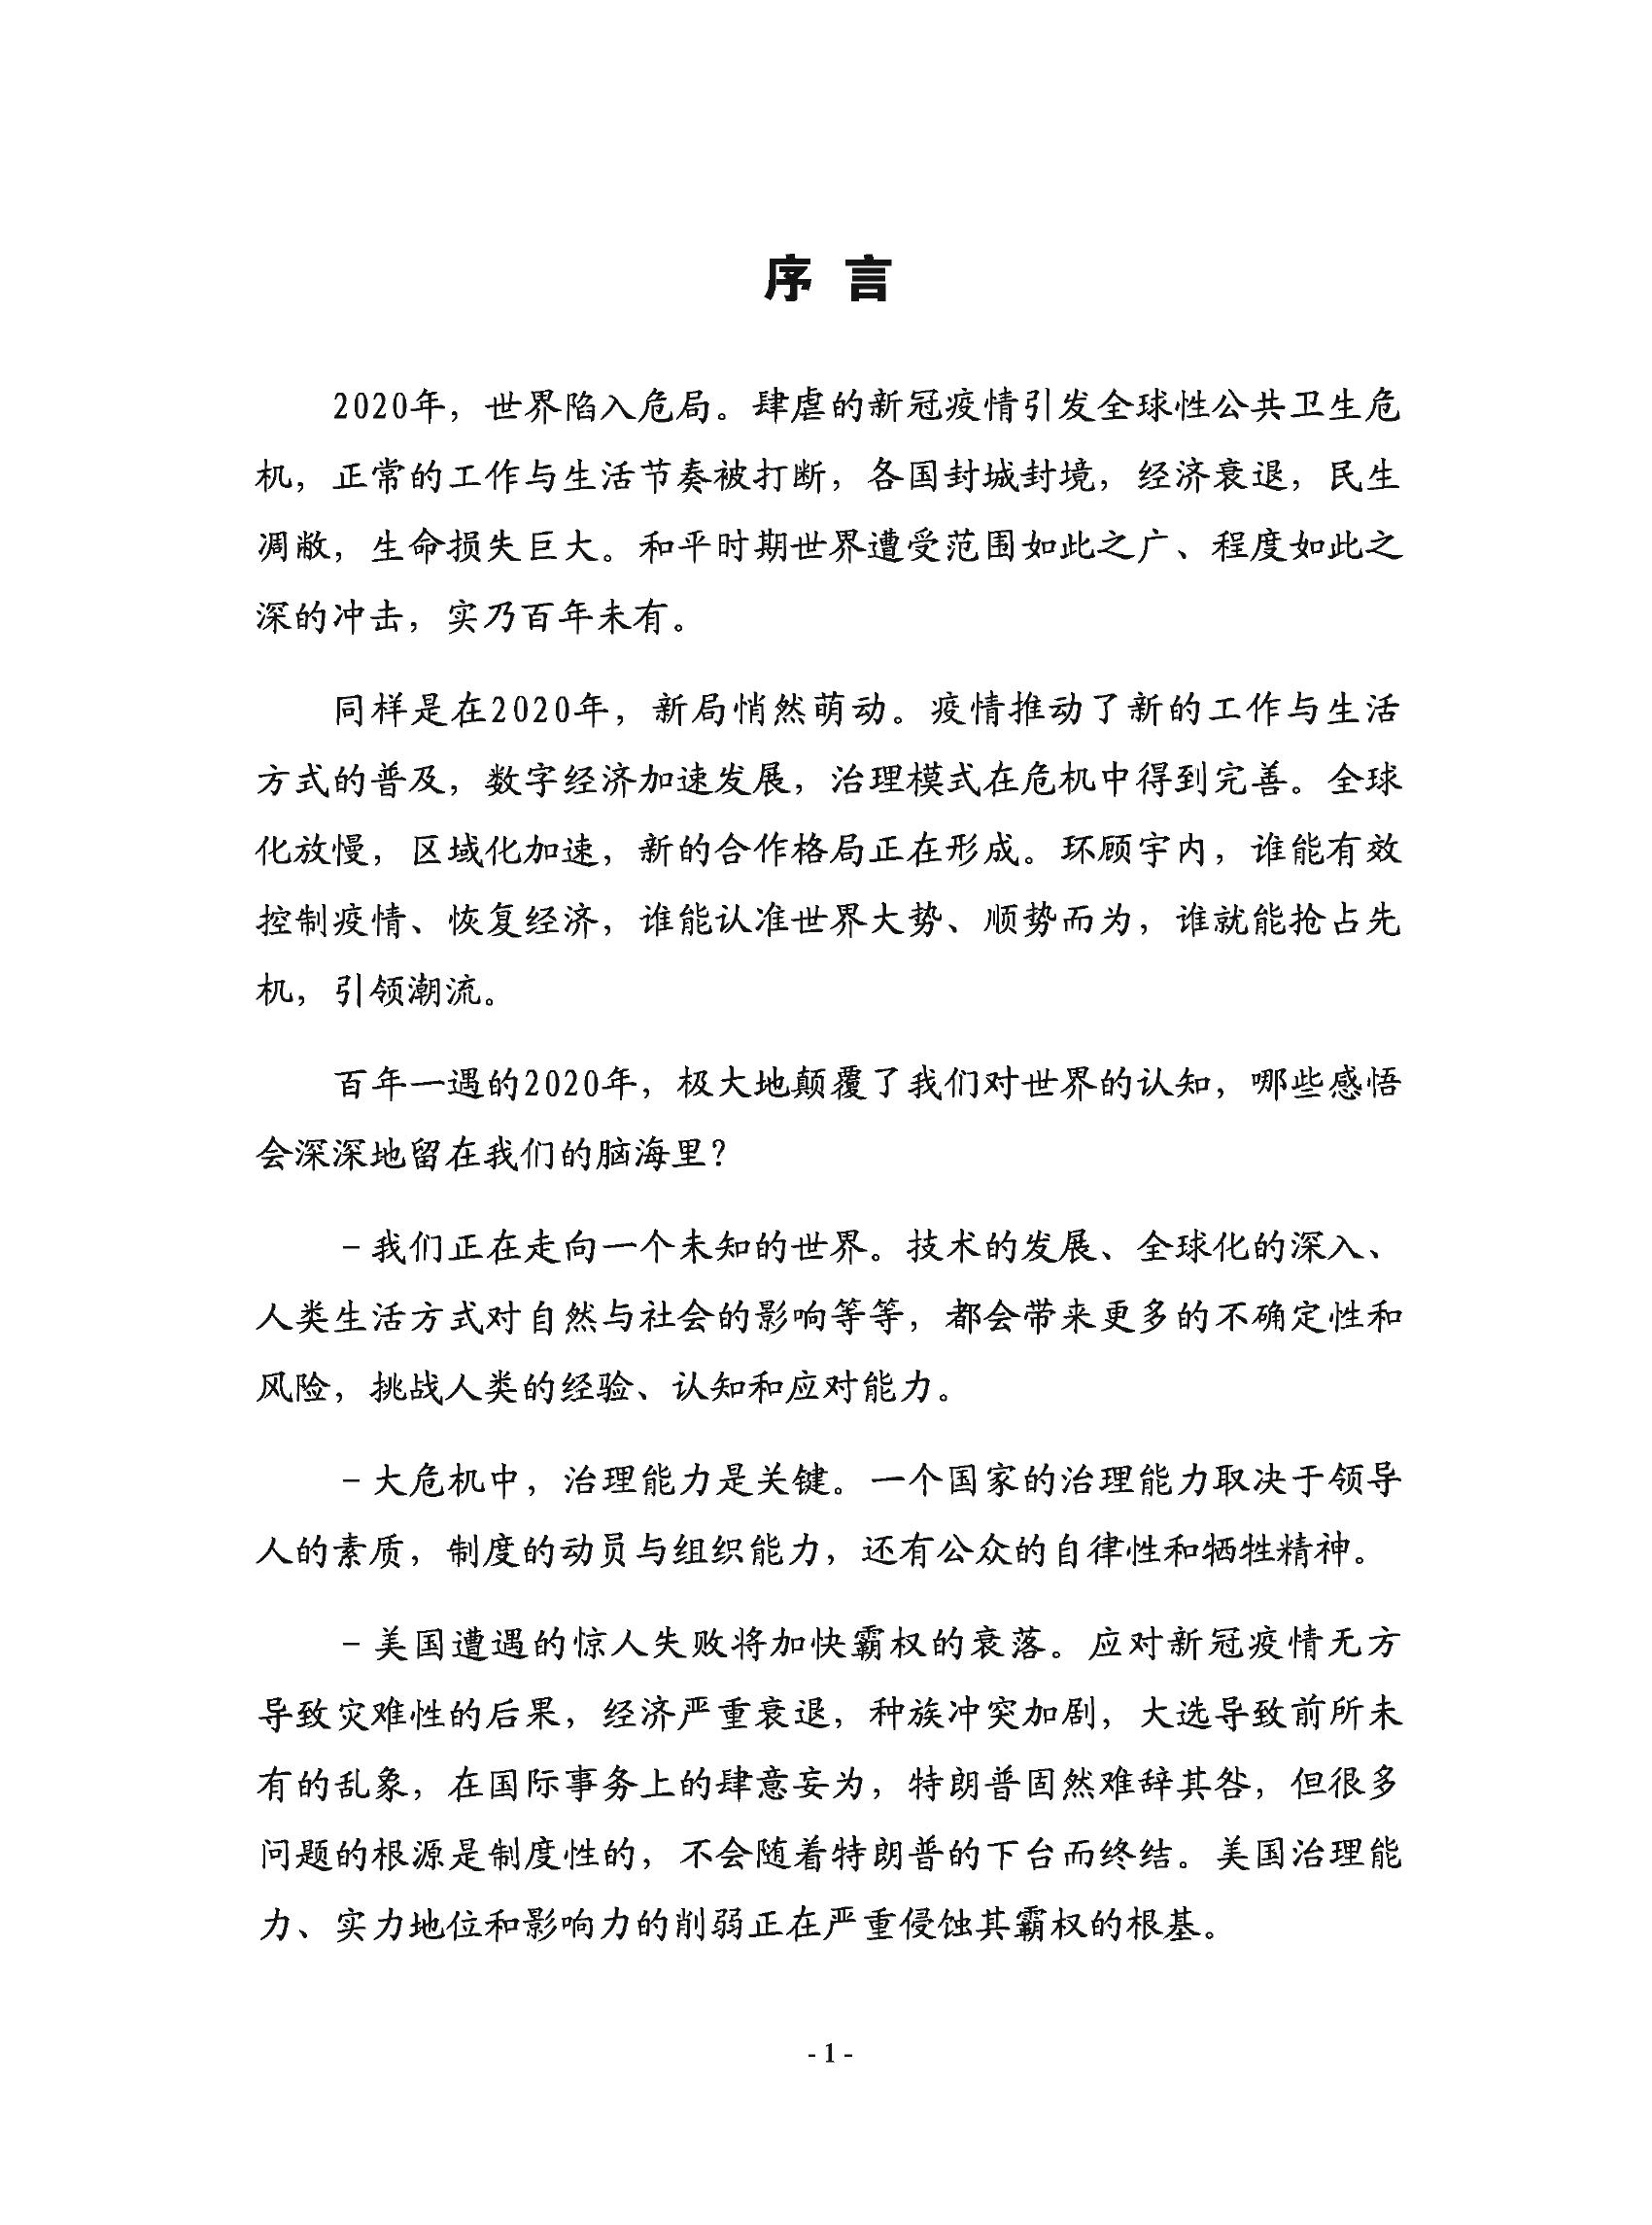 序 言
2020年，世界陷入危局。肆虐的新冠疫情引发全球性公共卫生危
机，正常的工作与生活节奏被打断，各国封城封境，经济衰退，民生
凋敝，生命损失巨大。和平时期世界遭受范围如此之广、程度如此之
深的冲击，实乃百年未有。
同样是在2020年，新局悄然萌动。疫情推动了新的工作与生活
方式的普及，数字经济加速发展，治理模式在危机中得到完善。全球
化放慢，区域化加速，新的合作格局正在形成。环顾宇内，谁能有效
控制疫情、恢复经济，谁能认准世界大势、顺势而为，谁就能抢占先
机，引领潮流。
百年一遇的2020年，极大地颠覆了我们对世界的认知，哪些感悟
会深深地留在我们的脑海里？
－我们正在走向一个未知的世界。技术的发展、全球化的深入、
人类生活方式对自然与社会的影响等等，都会带来更多的不确定性和
风险，挑战人类的经验、认知和应对能力。
－大危机中，治理能力是关键。一个国家的治理能力取决于领导
人的素质，制度的动员与组织能力，还有公众的自律性和牺牲精神。
－美国遭遇的惊人失败将加快霸权的衰落。应对新冠疫情无方
导致灾难性的后果，经济严重衰退，种族冲突加剧，大选导致前所未
有的乱象，在国际事务上的肆意妄为，特朗普固然难辞其咎，但很多
问题的根源是制度性的，不会随着特朗普的下台而终结。美国治理能
力、实力地位和影响力的削弱正在严重侵蚀其霸权的根基。
- 1 -